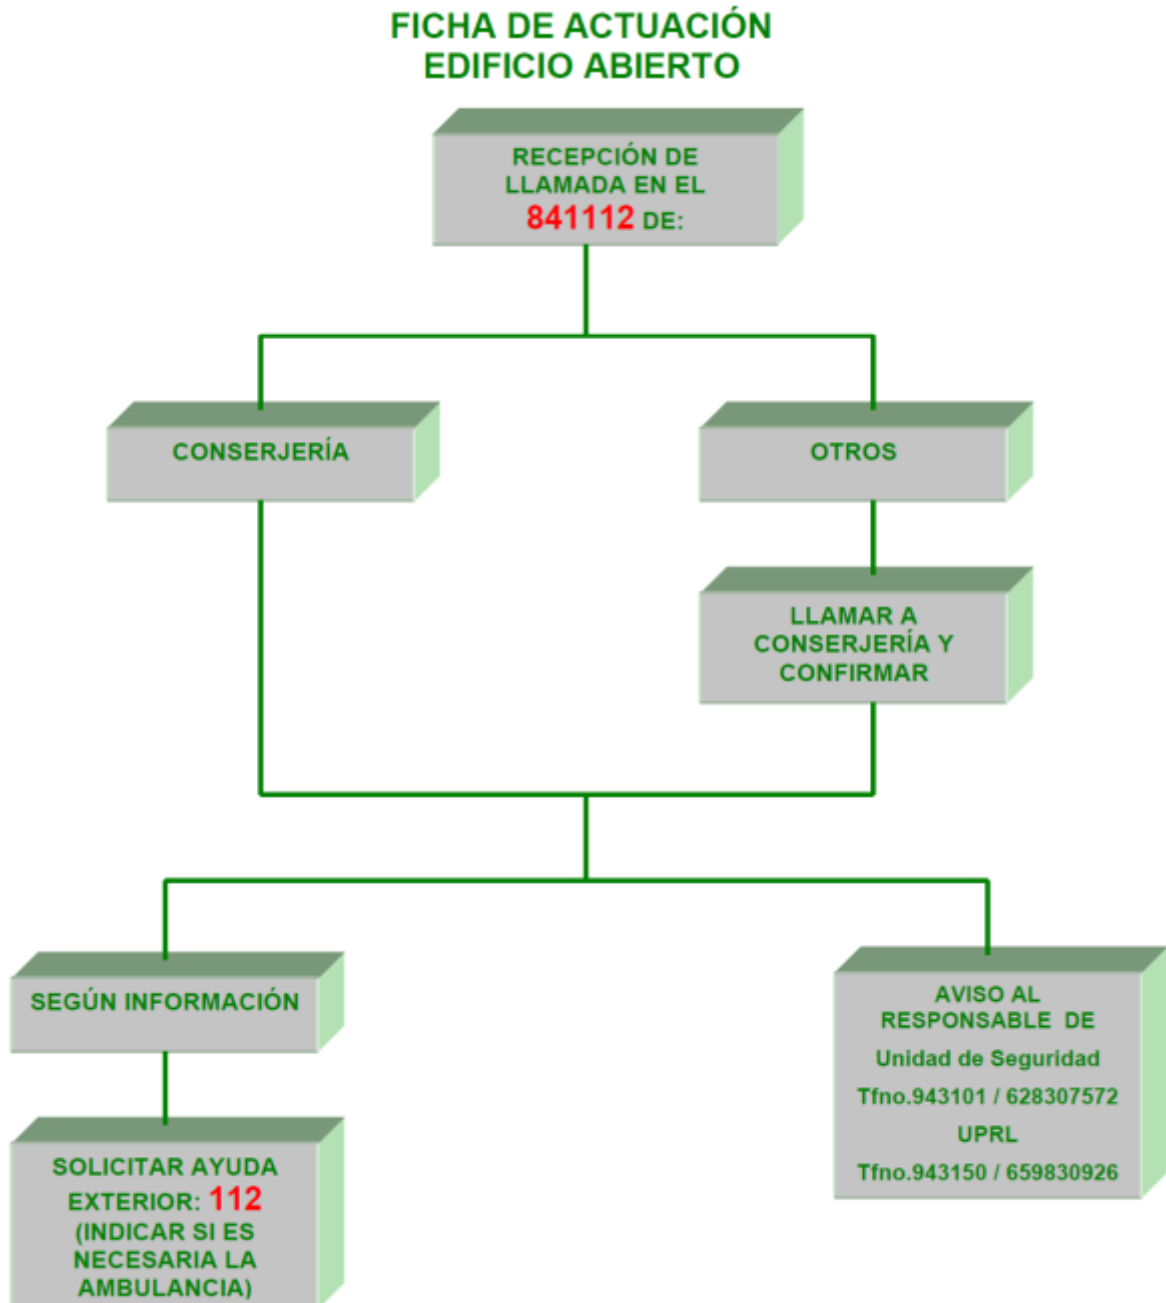 FICHA DE ACTUACIÓN
EDIFICIO ABIERTO
RECEPCIÓN DE
LLAMADA EN EL
841112 DE:
CONSERJERÍA
OTROS
LLAMAR A
CONSERJERÍA Y
CONFIRMAR
SEGÚN INFORMACIÓN
SOLICITAR AYUDA
EXTERIOR: 112
(INDICAR SI ES
NECESARIA LA
AMBULANCIA)
AVISO AL
RESPONSABLE DE
Unidad de Seguridad
Tfno.943101 / 628307572
UPRL
Tfno.943150 / 659830926